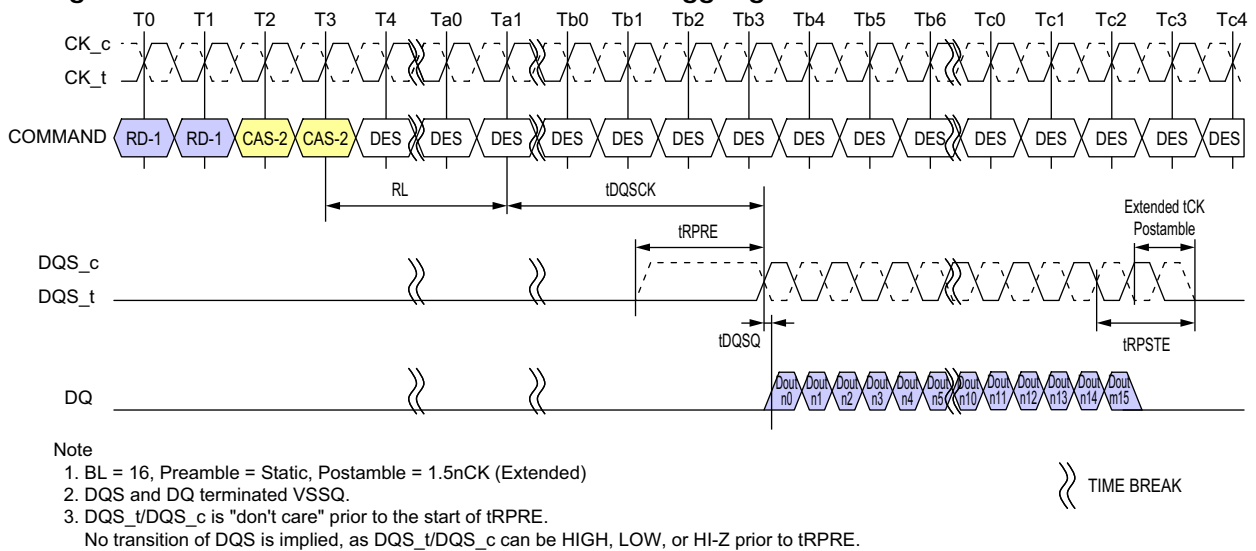 T0 T1 T2 T3 T4 Ta0 Ta1 Tb0 Tb1 Tb2 Tb3 Tb4 Tb5 Tb6 Tc0 Tc1 Tc2 Tc3 Tc4
CK_c
CK_t
COMMAND RD-1 RD-1 CAS-2 CAS-2 DES DES DES DES DES DES DES DES DES DES DES DES DES DES DES
RL tDQSCK
Extended tCK
Postamble
tRPRE
DQS_c
DQS_t
tDQSQ
tRPSTE
DQ
Dout Dout Dout Dout Dout Dout Dout Dout Dout Dout Dout Dout
n0 n1 n2 n3 n4 n5 n10 n11 n12 n13 n14 m15
Note
1. BL = 16, Preamble = Static, Postamble = 1.5nCK (Extended)
2. DQS and DQ terminated VSSQ.
3. DQS_t/DQS_c is "don't care" prior to the start of tRPRE.
No transition of DQS is implied, as DQS_t/DQS_c can be HIGH, LOW, or HI-Z prior to tRPRE.
TIME BREAK